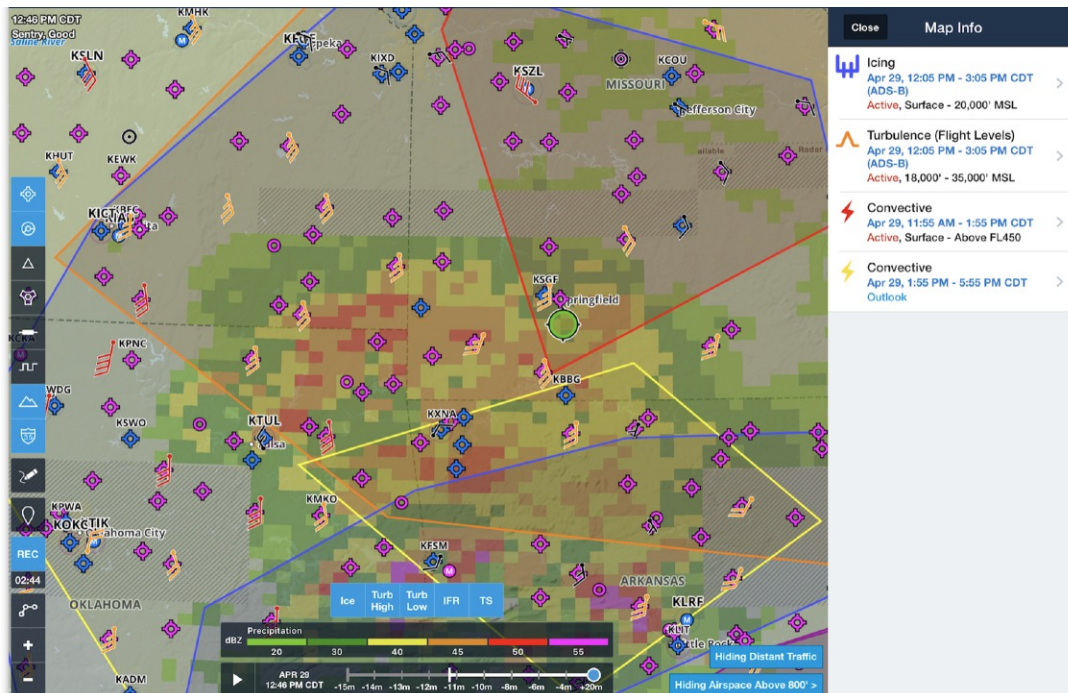 12:46 PM CDT
Sentry, Good
Saline River
KMHK
KSLN
KIXD
KSZL
KCOU
MISSOURI
Jefferson City
KHUT
KEWK
ailable
Radar
KICT
KSGF
Springfield
KPNC
KBBG
KSWO
KTUL
KXNA
KPWA
KMKO
KOKC
KTIK
Oklahoma City
REC
02:44
KFSM
M
ARKANSAS
OKLAHOMA
KLRF
KLIT
KADM
Ice
Turb High
Turb Low
IFR
TS
Precipitation
dBZ
20 30 40 45 50 55
APR 29
12:46 PM CDT
-15m -14m -13m -12m -11m -10m -8m -6m -4m +20m
Hiding Distant Traffic
Hiding Airspace Above 800' >
Close
Map Info
Icing
Apr 29, 12:05 PM - 3:05 PM CDT
(ADS-B)
Active, Surface - 20,000' MSL
Turbulence (Flight Levels)
Apr 29, 12:05 PM - 3:05 PM CDT
(ADS-B)
Active, 18,000' - 35,000' MSL
Convective
Apr 29, 11:55 AM - 1:55 PM CDT
Active, Surface - Above FL450
Convective
Apr 29, 1:55 PM - 5:55 PM CDT
Outlook